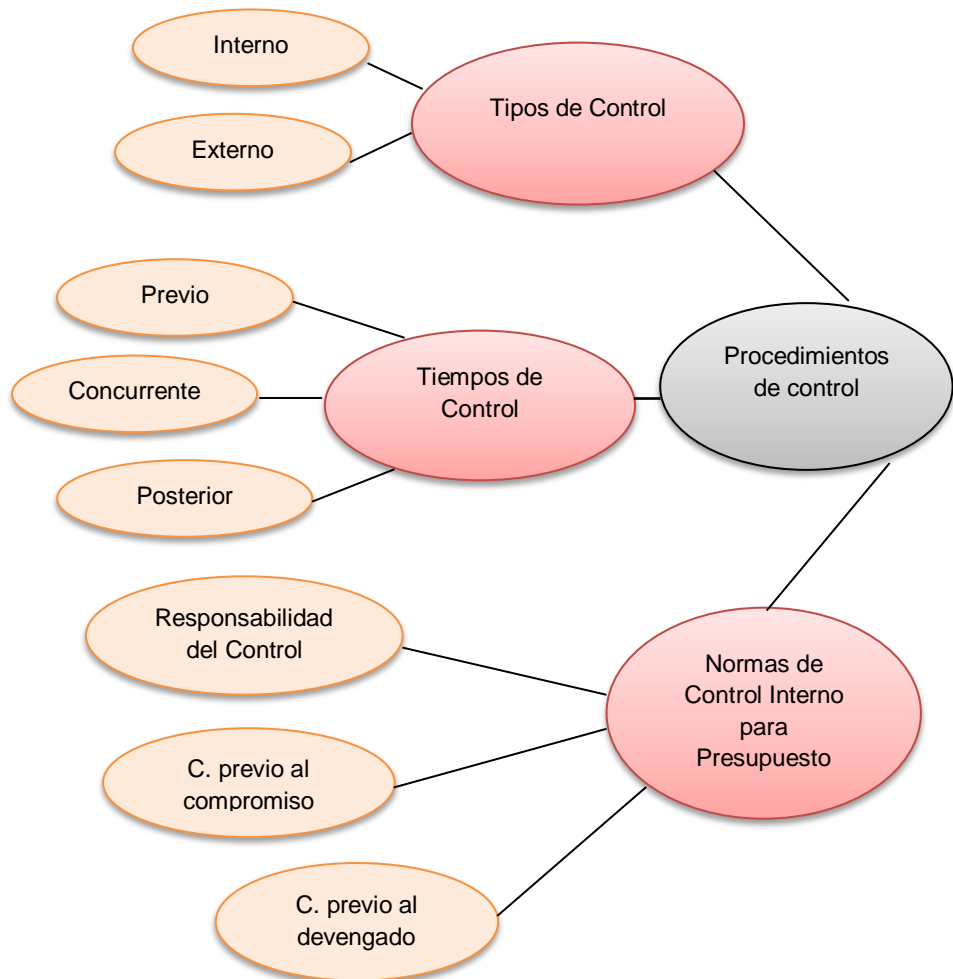 Interno
Tipos de Control
Externo
Previo
Concurrente
Tiempos de
Control
Procedimientos
de control
Posterior
Responsabilidad
del Control
Normas de
Control Interno
para
Presupuesto
C. previo al
compromiso
C. previo al
devengado